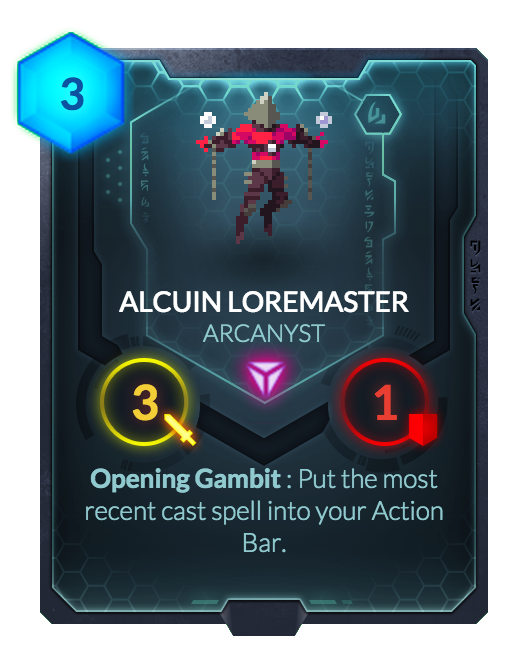 3
ALCUIN LOREMASTER
ARCANYST
3
1
Opening Gambit : Put the most
recent cast spell into your Action
Bar.